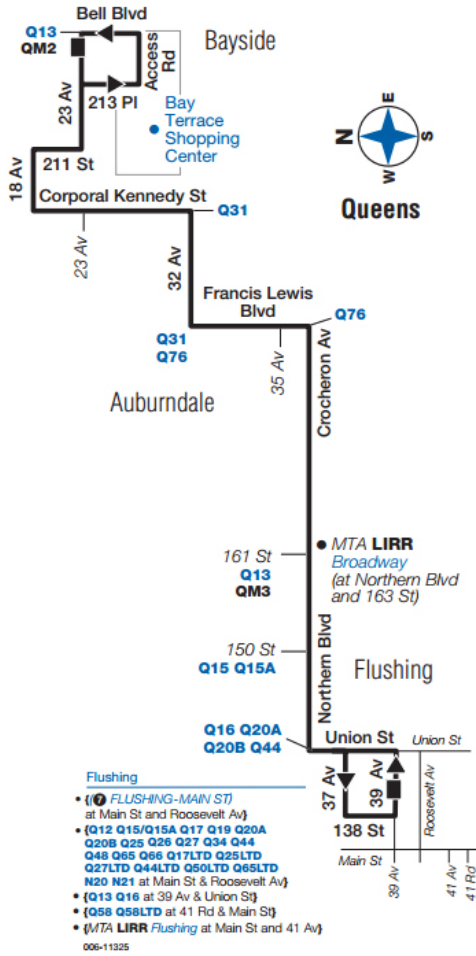 Bell Blvd
Q13
QM2
Bayside
Access
Rd
23 Av
213 Pl
Bay
Terrace
Shopping
Center
E
N
S
W
18 Av
211 St
Queens
Corporal Kennedy St
Q31
23 Av
32 Av
Francis Lewis
Blvd
Q76
Q31
Q76
35 Av
Crocheron Av
Auburndale
161 St
Q13
QM3
MTA LIRR
Broadway
(at Northern Blvd
and 163 St)
150 St
Q15 Q15A
Northern Blvd
Flushing
Q16 Q20A
Q20B Q44
Union St
Union St
37 Av
39 Av
Roosevelt Av
138 St
Main St
39 Av
41 Av
41 Rd
Flushing
• {(7 FLUSHING-MAIN ST)
at Main St and Roosevelt Av}
• {Q12 Q15/Q15A Q17 Q19 Q20A
Q20B Q25 Q26 Q27 Q34 Q44
Q48 Q65 Q66 Q17LTD Q25LTD
Q27LTD Q44LTD Q50LTD Q65LTD
N20 N21 at Main St & Roosevelt Av}
• {Q13 Q16 at 39 Av & Union St}
• {Q58 Q58LTD at 41 Rd & Main St}
• {MTA LIRR Flushing at Main St and 41 Av}
006-11325